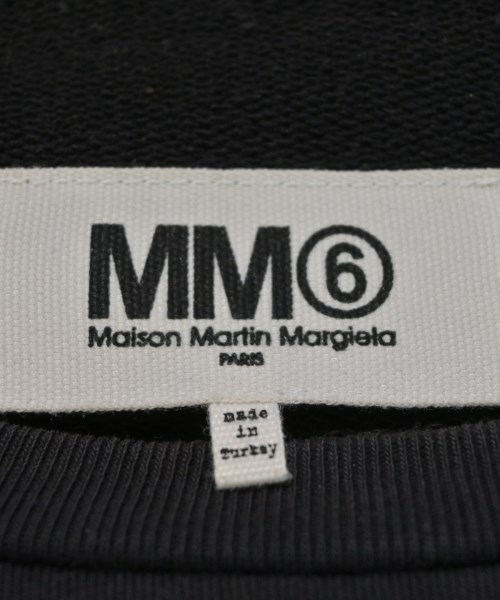 MM⑥
Maison Martin Margiela
PARIS
made
in
Turkey